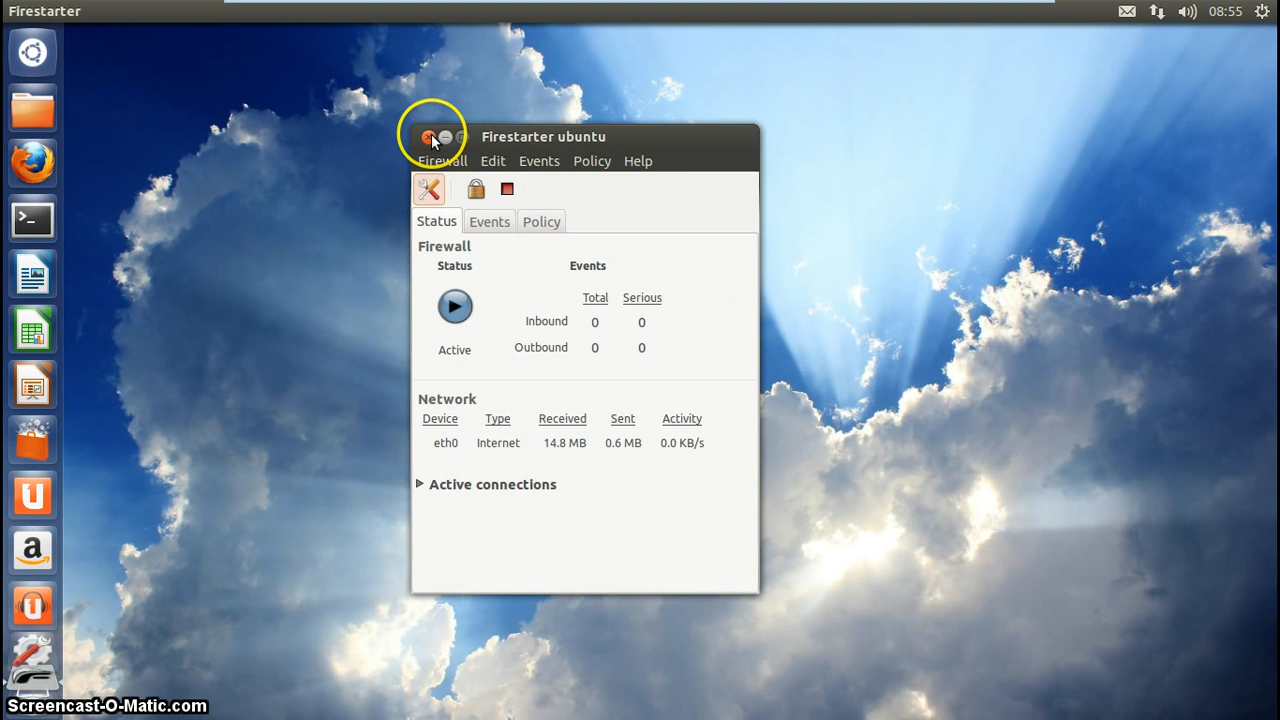 Firestarter
08:55
Firestarter ubuntu
Firewall Edit Events Policy Help
Status Events Policy
Firewall
Status Events
Total Serious
Inbound 0 0
Outbound 0 0
Active
Network
Device Type Received Sent Activity
eth0 Internet 14.8 MB 0.6 MB 0.0 KB/s
Active connections
U
a
U
Screencast-O-Matic.com